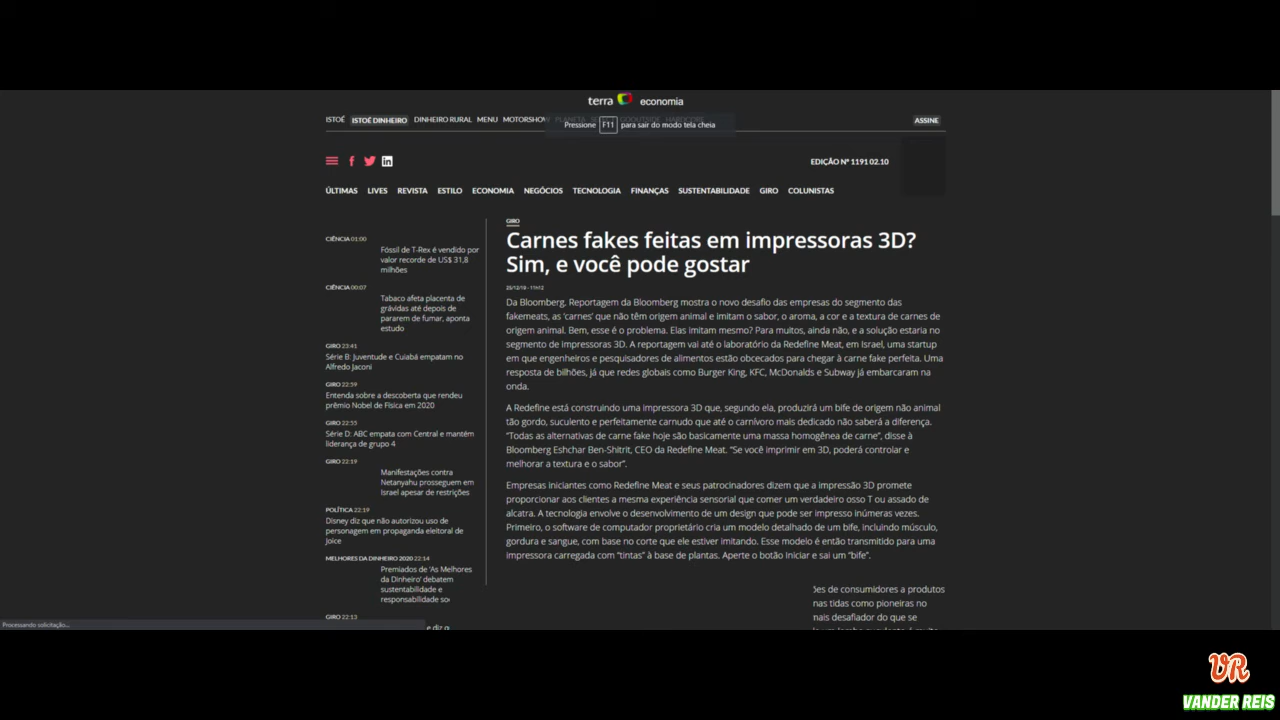 terra economia
ISTOÉ ISTOÉ DINHEIRO DINHEIRO RURAL MENU MOTORSHOW
Pressione F11 para sair do modo tela cheia
ASSINE
EDIÇÃO Nº 1191 02.10
ÚLTIMAS LIVES REVISTA ESTILO ECONOMIA NEGÓCIOS TECNOLOGIA FINANÇAS SUSTENTABILIDADE GIRO COLUNISTAS
CIÊNCIA 01:00
Fóssil de T-Rex é vendido por
valor recorde de US$ 31,8
milhões
CIÊNCIA 00:07
Tabaco afeta placenta de
grávidas até depois de
pararem de fumar, aponta
estudo
GIRO 23:41
Série B: Juventude e Cuiabá empatam no
Alfredo Jaconi
GIRO 22:59
Entenda sobre a descoberta que rendeu
prêmio Nobel de Física em 2020
GIRO 22:55
Série D: ABC empata com Central e mantém
liderança de grupo 4
GIRO 22:19
Manifestações contra
Netanyahu prosseguem em
Israel apesar de restrições
POLÍTICA 22:19
Disney diz que não autorizou uso de
personagem em propaganda eleitoral de
Joice
MELHORES DA DINHEIRO 2020 22:14
Premiados de 'As Melhores
da Dinheiro' debatem
sustentabilidade e
responsabilidade
GIRO 22:13
e diz
GIRO
Carnes fakes feitas em impressoras 3D?
Sim, e você pode gostar
Da Bloomberg. Reportagem da Bloomberg mostra o novo desafio das empresas do segmento das
fakemeats, as 'carnes' que não têm origem animal e imitam o sabor, o aroma, a cor e a textura de carnes de
origem animal. Bem, esse é o problema. Elas imitam mesmo? Para muitos, ainda não, e a solução estaria no
segmento de impressoras 3D. A reportagem vai até o laboratório da Redefine Meat, em Israel, uma startup
em que engenheiros e pesquisadores de alimentos estão obcecados para chegar à carne fake perfeita. Uma
resposta de bilhões, já que redes globais como Burger King, KFC, McDonalds e Subway já embarcaram na
onda.
A Redefine está construindo uma impressora 3D que, segundo ela, produzirá um bife de origem não animal
tão gordo, suculento e perfeitamente carnudo que até o carnívoro mais dedicado não saberá a diferença.
“Todas as alternativas de carne fake hoje são basicamente uma massa homogênea de carne”, disse à
Bloomberg Eshchar Ben-Shitrit, CEO da Redefine Meat. “Se você imprimir em 3D, poderá controlar e
melhorar a textura e o sabor”.
Empresas iniciantes como Redefine Meat e seus patrocinadores dizem que a impressão 3D promete
proporcionar aos clientes a mesma experiência sensorial que comer um verdadeiro osso T ou assado de
alcatra. A tecnologia envolve o desenvolvimento de um design que pode ser impresso inúmeras vezes.
Primeiro, o software de computador proprietário cria um modelo detalhado de um bife, incluindo músculo,
gordura e sangue, com base no corte que ele estiver imitando. Esse modelo é então transmitido para uma
impressora carregada com “tintas” à base de plantas. Aperte o botão Iniciar e sai um “bife”.
ões de consumidores a produtos
nas tidas como pioneiras no
mais desafiador do que se
Processando solicitação...
VR
VANDER REIS